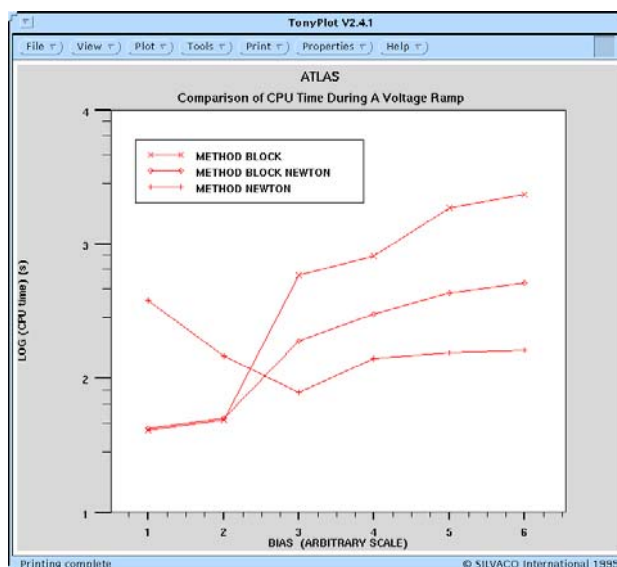 TonyPlot V2.4.1
File View Plot Tools Print Properties Help
ATLAS
Comparison of CPU Time During A Voltage Ramp
4
METHOD BLOCK
METHOD BLOCK NEWTON
METHOD NEWTON
3
LOG (CPU time) (s)
2
1
1 2 3 4 5 6
BIAS (ARBITRARY SCALE)
Printing complete © SILVACO International 1995